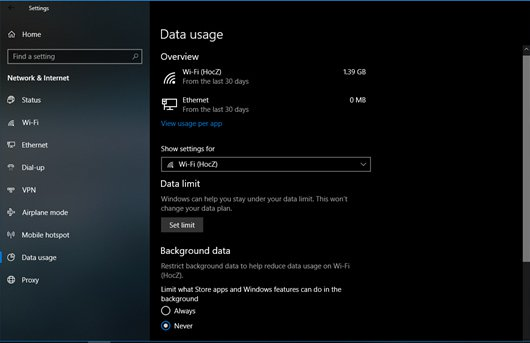 Settings
Home
Find a setting
Network & Internet
Status
Wi-Fi
Ethernet
Dial-up
VPN
Airplane mode
Mobile hotspot
Data usage
Proxy
Data usage
Overview
Wi-Fi (HocZ) 1.39 GB
From the last 30 days
Ethernet 0 MB
From the last 30 days
View usage per app
Show settings for
Wi-Fi (HocZ)
Data limit
Windows can help you stay under your data limit. This won't
change your data plan.
Set limit
Background data
Restrict background data to help reduce data usage on Wi-Fi
(HocZ).
Limit what Store apps and Windows features can do in the
background
Always
Never